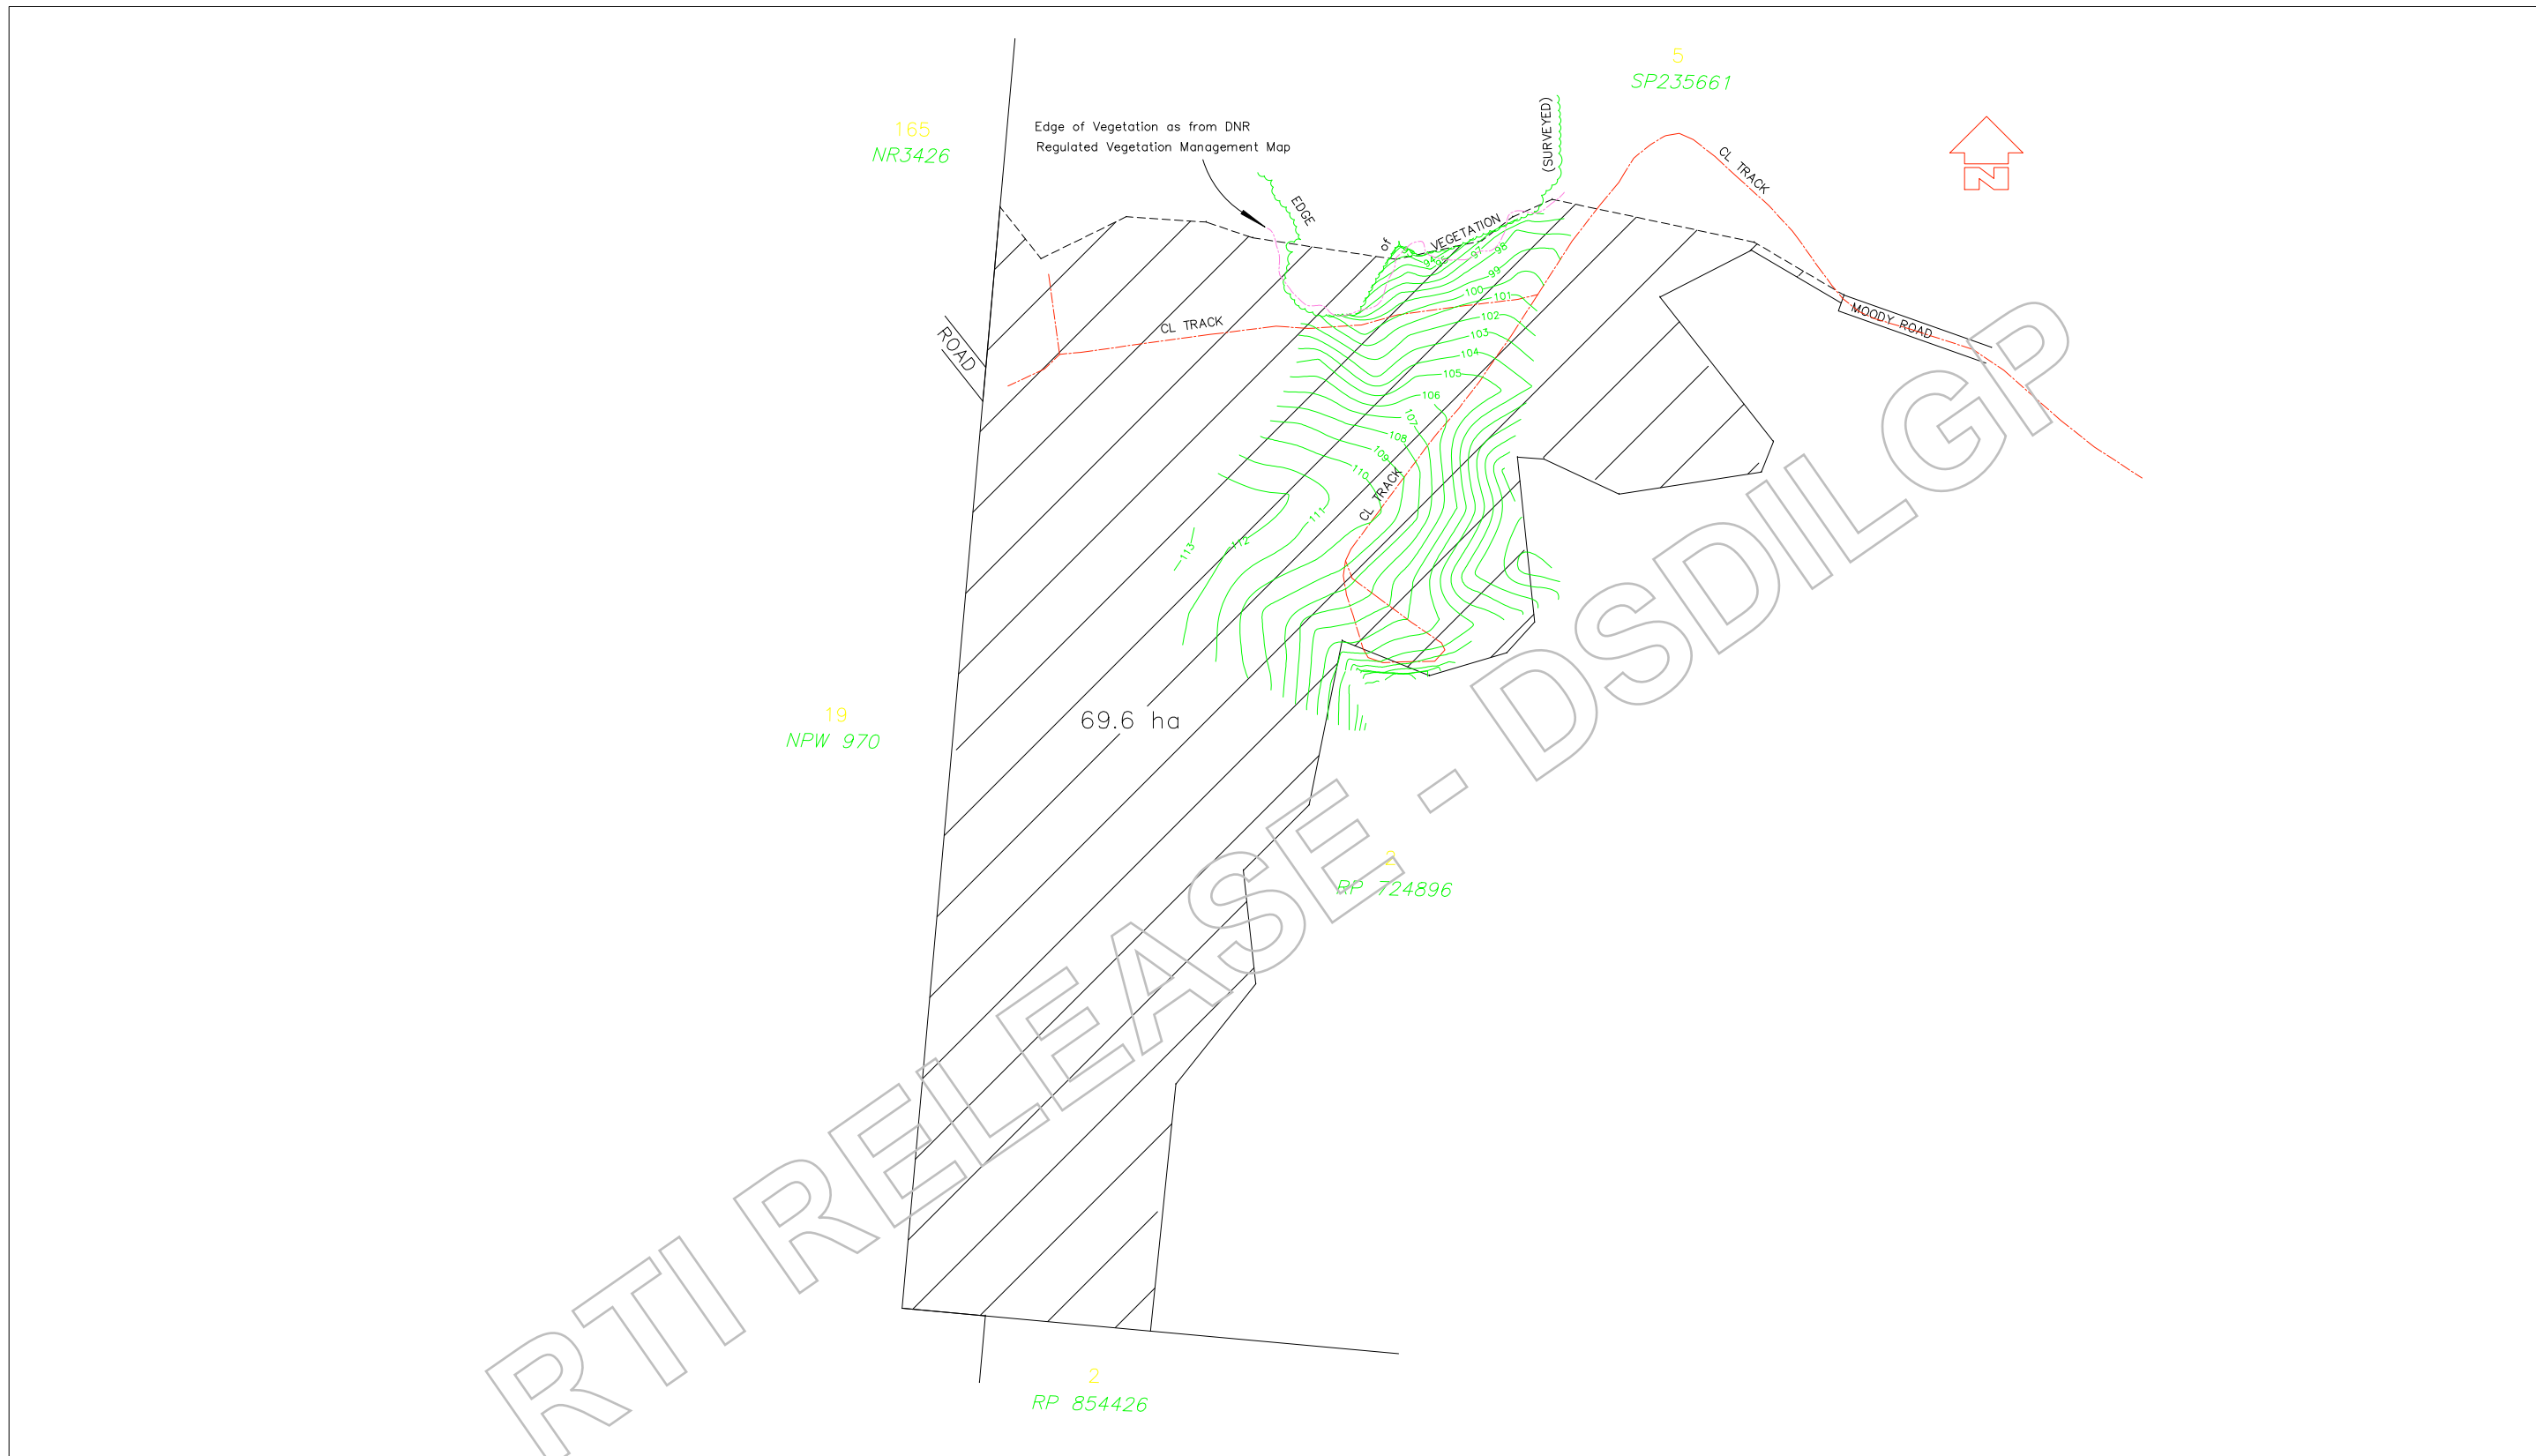 5
SP235661
165
NR3426
Edge of Vegetation as from DNR
Regulated Vegetation Management Map
(SURVEYED)
EDGE
of
VEGETATION
CL TRACK
N
94
95
97
98
99
100
101
102
103
104
105
106
107
108
109
110
111
112
113
CL TRACK
MOODY ROAD
ROAD
CL TRACK
69.6 ha
19
NPW 970
2
RP 724896
2
RP 854426
RTI RELEASE - DSDILGP